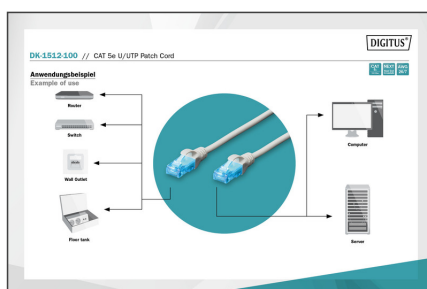 DIGITUS®
DK-1512-100 // CAT 5e U/UTP Patch Cord
Anwendungsbeispiel
Example of use
Router
Switch
Wall Outlet
Floor tank
Computer
Server